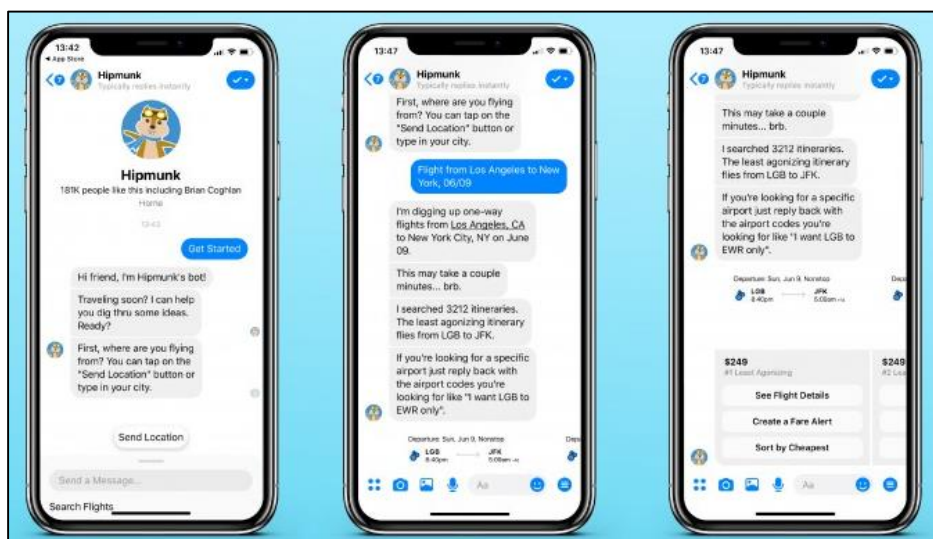 13:42
App Store
Hipmunk
Typically replies instantly
Hipmunk
181K people like this including Brian Coghlan
Home
13:43
Get Started
Hi friend, I'm Hipmunk's bot!
Traveling soon? I can help
you dig thru some ideas.
Ready?
First, where are you flying
from? You can tap on the
"Send Location" button or
type in your city.
Send Location
Send a Message...
Search Flights
13:47
Hipmunk
Typically replies instantly
First, where are you flying
from? You can tap on the
"Send Location" button or
type in your city.
Flight from Los Angeles to New
York, 06/09
I'm digging up one-way
flights from Los Angeles, CA
to New York City, NY on June
09.
This may take a couple
minutes... brb.
I searched 3212 itineraries.
The least agonizing itinerary
flies from LGB to JFK.
If you're looking for a specific
airport just reply back with
the airport codes you're
looking for like "I want LGB to
EWR only".
Departure: Sun, Jun 9, Nonstop
LGB JFK
8:40pm 5:09am
Aa
13:47
Hipmunk
Typically replies instantly
This may take a couple
minutes... brb.
I searched 3212 itineraries.
The least agonizing itinerary
flies from LGB to JFK.
If you're looking for a specific
airport just reply back with
the airport codes you're
looking for like "I want LGB to
EWR only".
Departure: Sun, Jun 9, Nonstop
LGB JFK
8:40pm 5:09am
$249 $249
#1 Least Agonizing #2
See Flight Details
Create a Fare Alert
Sort by Cheapest
Aa